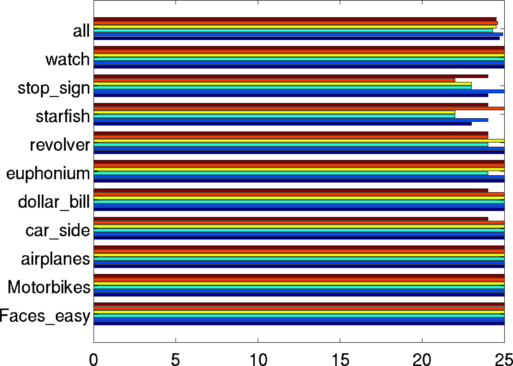 all
watch
stop_sign
starfish
revolver
euphonium
dollar_bill
car_side
airplanes
Motorbikes
Faces_easy
0 5 10 15 20 25